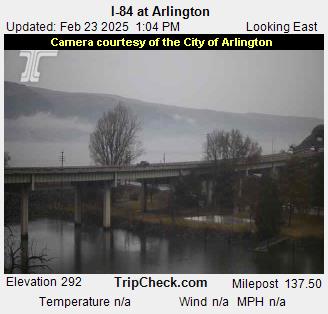 I-84 at Arlington
Updated: Feb 23 2025 1:04 PM Looking East
Camera courtesy of the City of Arlington
Elevation 292 TripCheck.com Milepost 137.50
Temperature n/a Wind n/a MPH n/a